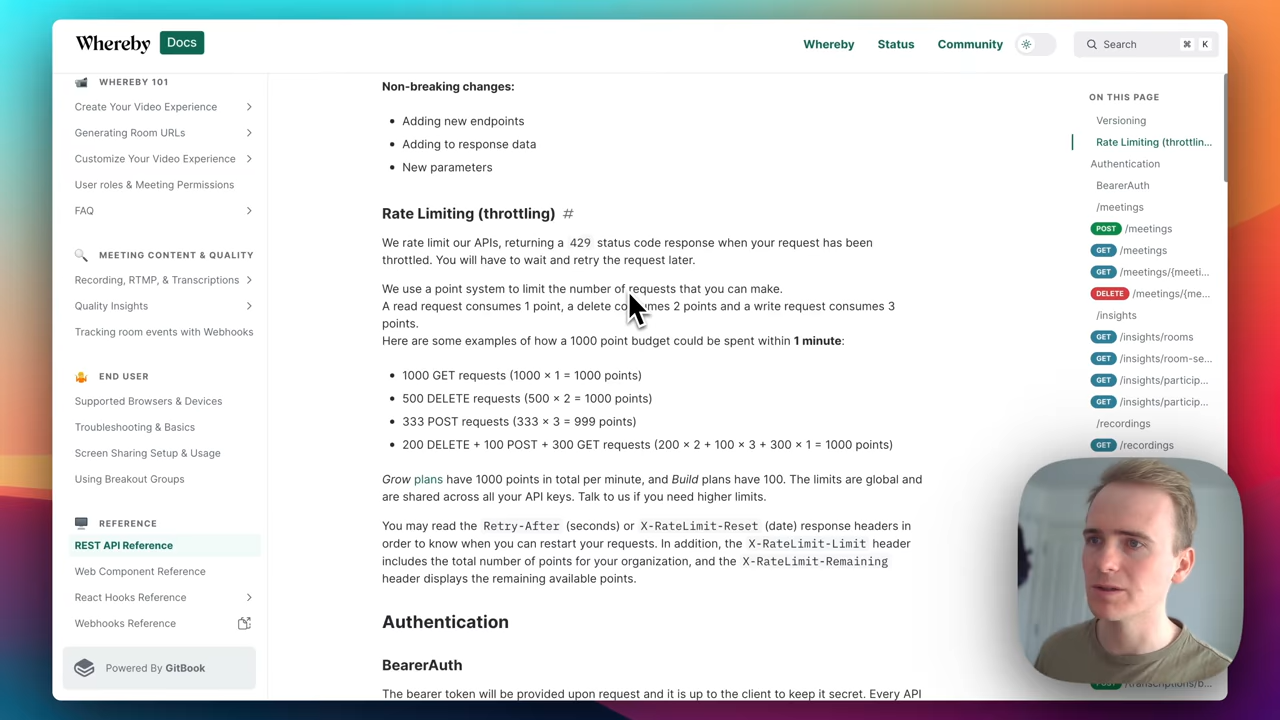 Whereby Docs
Whereby Status Community
Search ⌘ K
WHEREBY 101
Create Your Video Experience
Generating Room URLs
Customize Your Video Experience
User roles & Meeting Permissions
FAQ
MEETING CONTENT & QUALITY
Recording, RTMP, & Transcriptions
Quality Insights
Tracking room events with Webhooks
END USER
Supported Browsers & Devices
Troubleshooting & Basics
Screen Sharing Setup & Usage
Using Breakout Groups
REFERENCE
REST API Reference
Web Component Reference
React Hooks Reference
Webhooks Reference
Powered By GitBook
Non-breaking changes:
• Adding new endpoints
• Adding to response data
• New parameters
Rate Limiting (throttling) #
We rate limit our APIs, returning a 429 status code response when your request has been
throttled. You will have to wait and retry the request later.
We use a point system to limit the number of requests that you can make.
A read request consumes 1 point, a delete consumes 2 points and a write request consumes 3
points.
Here are some examples of how a 1000 point budget could be spent within 1 minute:
• 1000 GET requests (1000 × 1 = 1000 points)
• 500 DELETE requests (500 × 2 = 1000 points)
• 333 POST requests (333 × 3 = 999 points)
• 200 DELETE + 100 POST + 300 GET requests (200 × 2 + 100 × 3 + 300 × 1 = 1000 points)
Grow plans have 1000 points in total per minute, and Build plans have 100. The limits are global and
are shared across all your API keys. Talk to us if you need higher limits.
You may read the Retry-After (seconds) or X-RateLimit-Reset (date) response headers in
order to know when you can restart your requests. In addition, the X-RateLimit-Limit header
includes the total number of points for your organization, and the X-RateLimit-Remaining
header displays the remaining available points.
Authentication
BearerAuth
The bearer token will be provided upon request and it is up to the client to keep it secret. Every API
ON THIS PAGE
Versioning
Rate Limiting (throttlin...
Authentication
BearerAuth
/meetings
POST /meetings
GET /meetings
GET /meetings/{meeti...
DELETE /meetings/{me...
/insights
GET /insights/rooms
GET /insights/room-se...
GET /insights/particip...
GET /insights/particip...
/recordings
GET /recordings